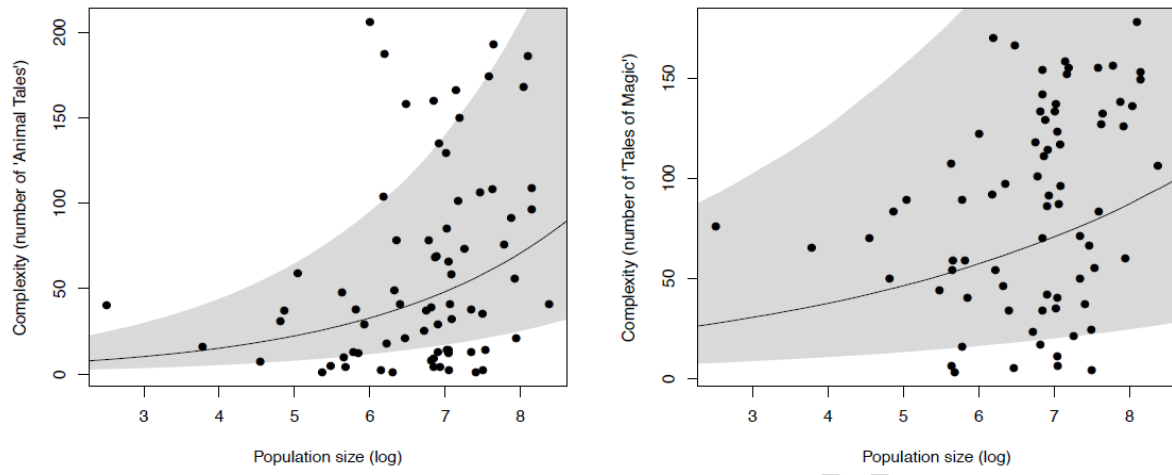 Complexity (number of 'Animal Tales')
200
150
100
50
0
3 4 5 6 7 8
Population size (log)
Complexity (number of 'Tales of Magic')
150
100
50
0
3 4 5 6 7 8
Population size (log)